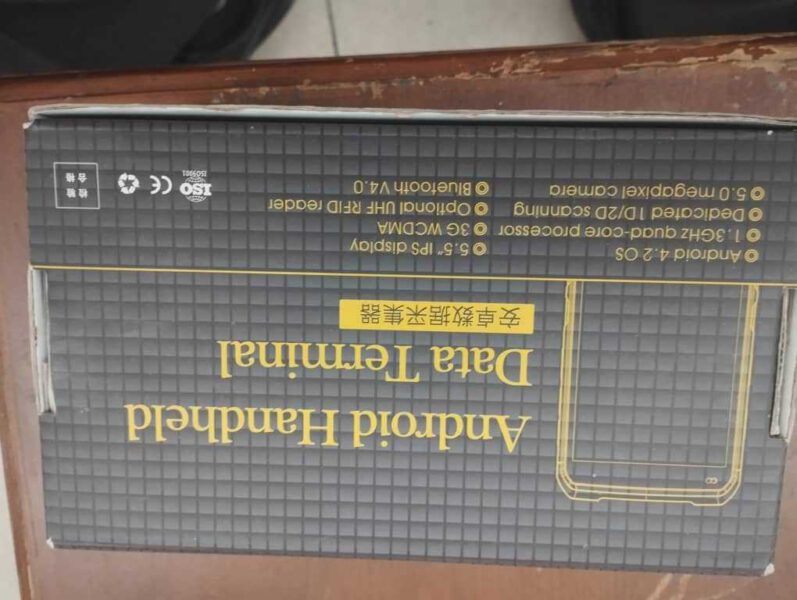 Android Handheld
Data Terminal
安卓数据采集器
Android 4.2 OS
1.3GHz quad-core processor
Dedicated 1D/2D scanning
5.0 megapixel camera
5.5" IPS display
3G WCDMA
Optional UHF RFID reader
Bluetooth V4.0
ISO
ISO9001
CE
检验
合格